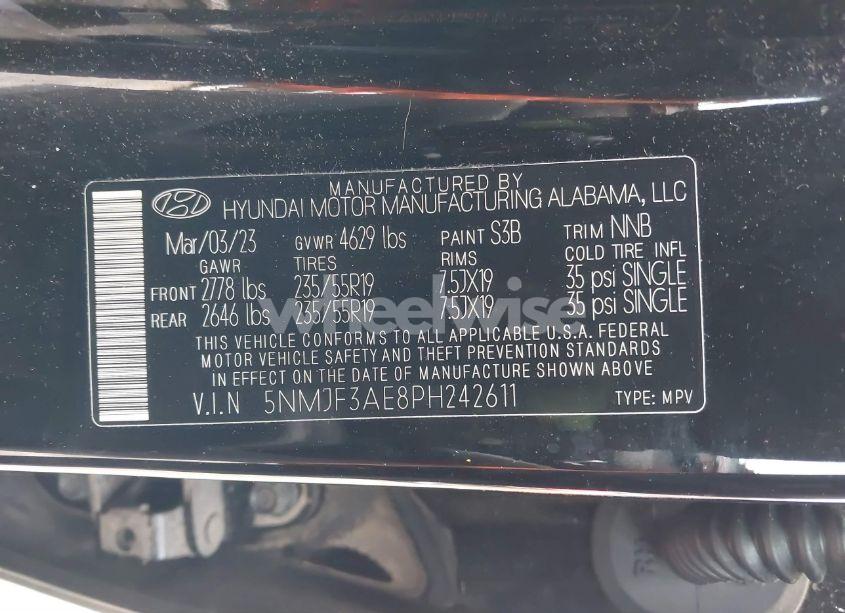 MANUFACTURED BY
HYUNDAI MOTOR MANUFACTURING ALABAMA, LLC
Mar/03/23 GVWR 4629 lbs PAINT S3B TRIM NNB
GAWR TIRES RIMS COLD TIRE INFL
FRONT 2778 lbs 235/55R19 7.5JX19 35 psi SINGLE
REAR 2646 lbs 235/55R19 7.5JX19 35 psi SINGLE
THIS VEHICLE CONFORMS TO ALL APPLICABLE U.S.A. FEDERAL
MOTOR VEHICLE SAFETY AND THEFT PREVENTION STANDARDS
IN EFFECT ON THE DATE OF MANUFACTURE SHOWN ABOVE
V.I.N 5NMJF3AE8PH242611 TYPE: MPV
wheelwise